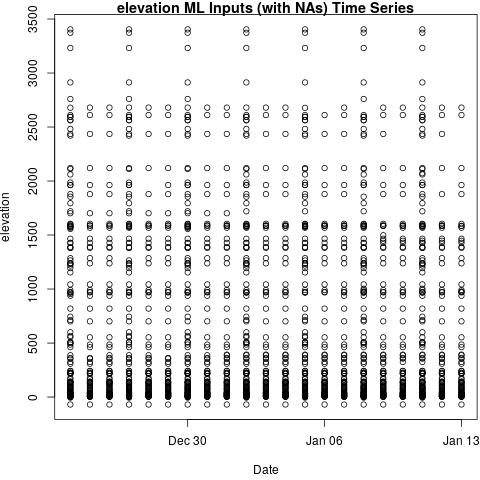 elevation ML Inputs (with NAs) Time Series
3500
3000
2500
2000
1500
1000
500
0
elevation
Dec 30
Jan 06
Jan 13
Date